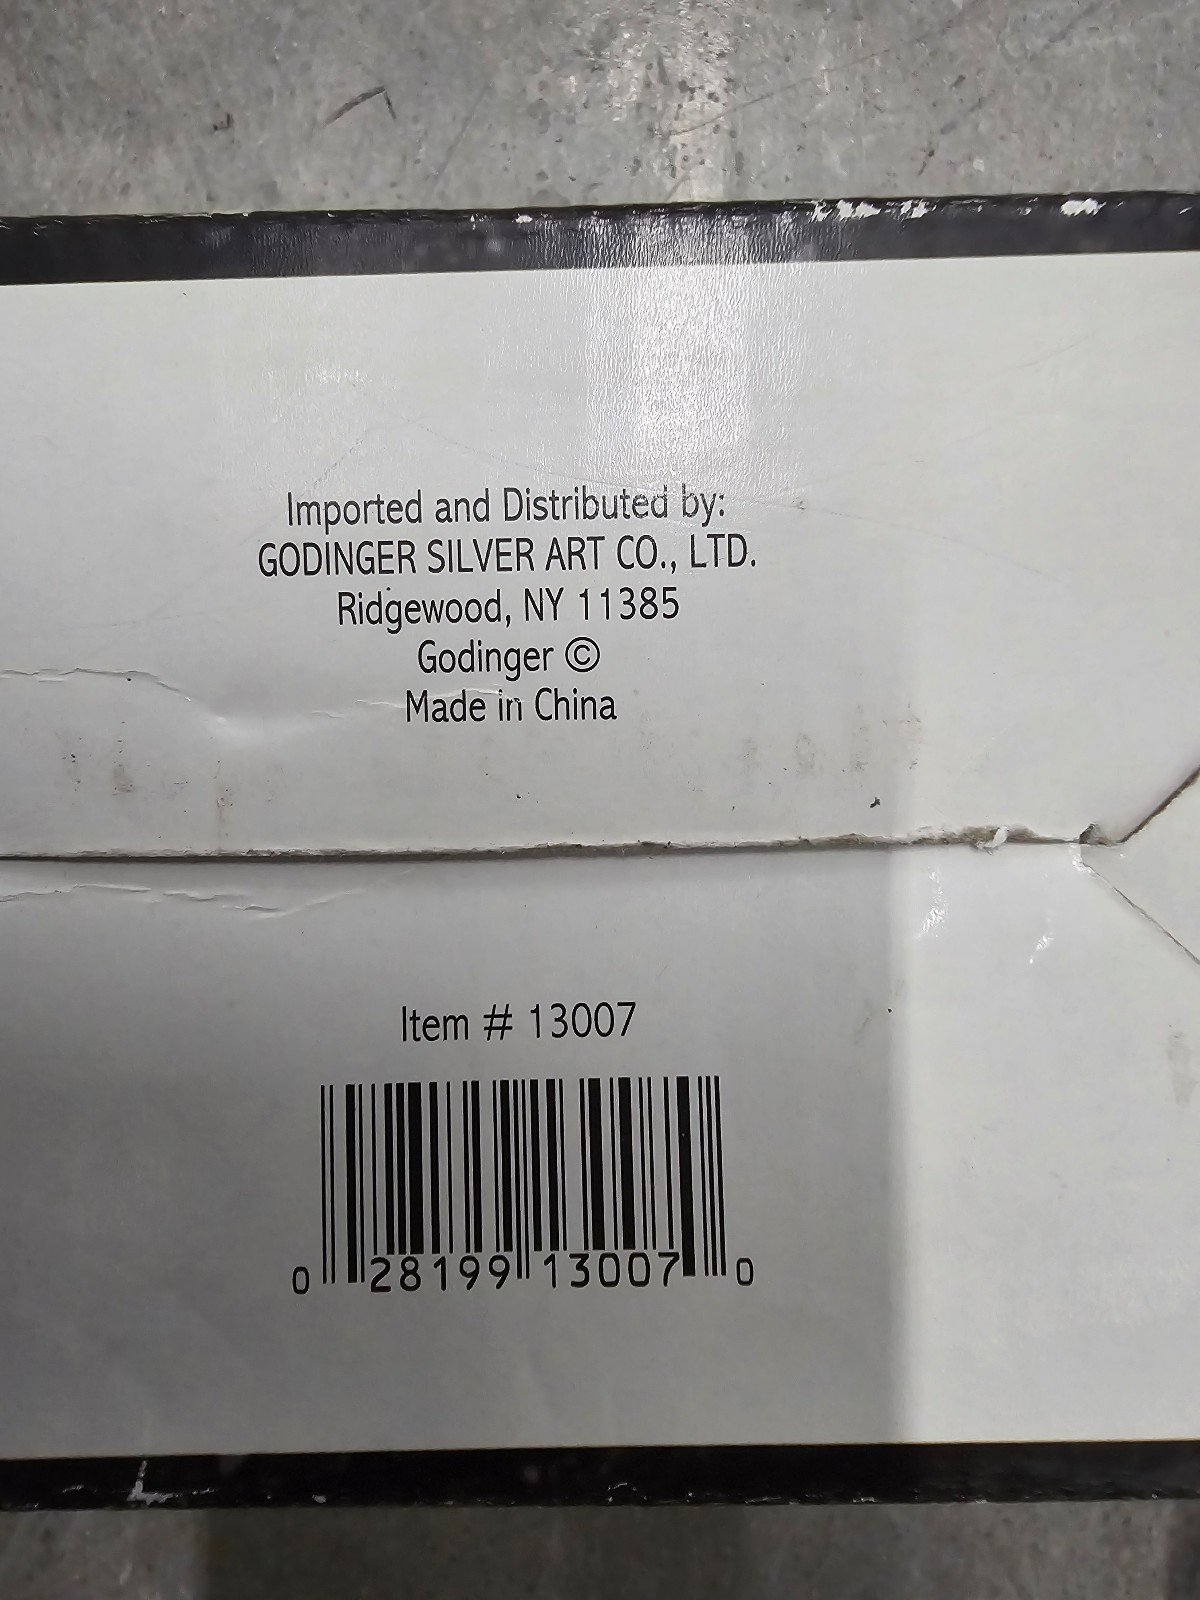 Imported and Distributed by:
GODINGER SILVER ART CO., LTD.
Ridgewood, NY 11385
Godinger ©
Made in China
Item # 13007
0 28199 13007 0